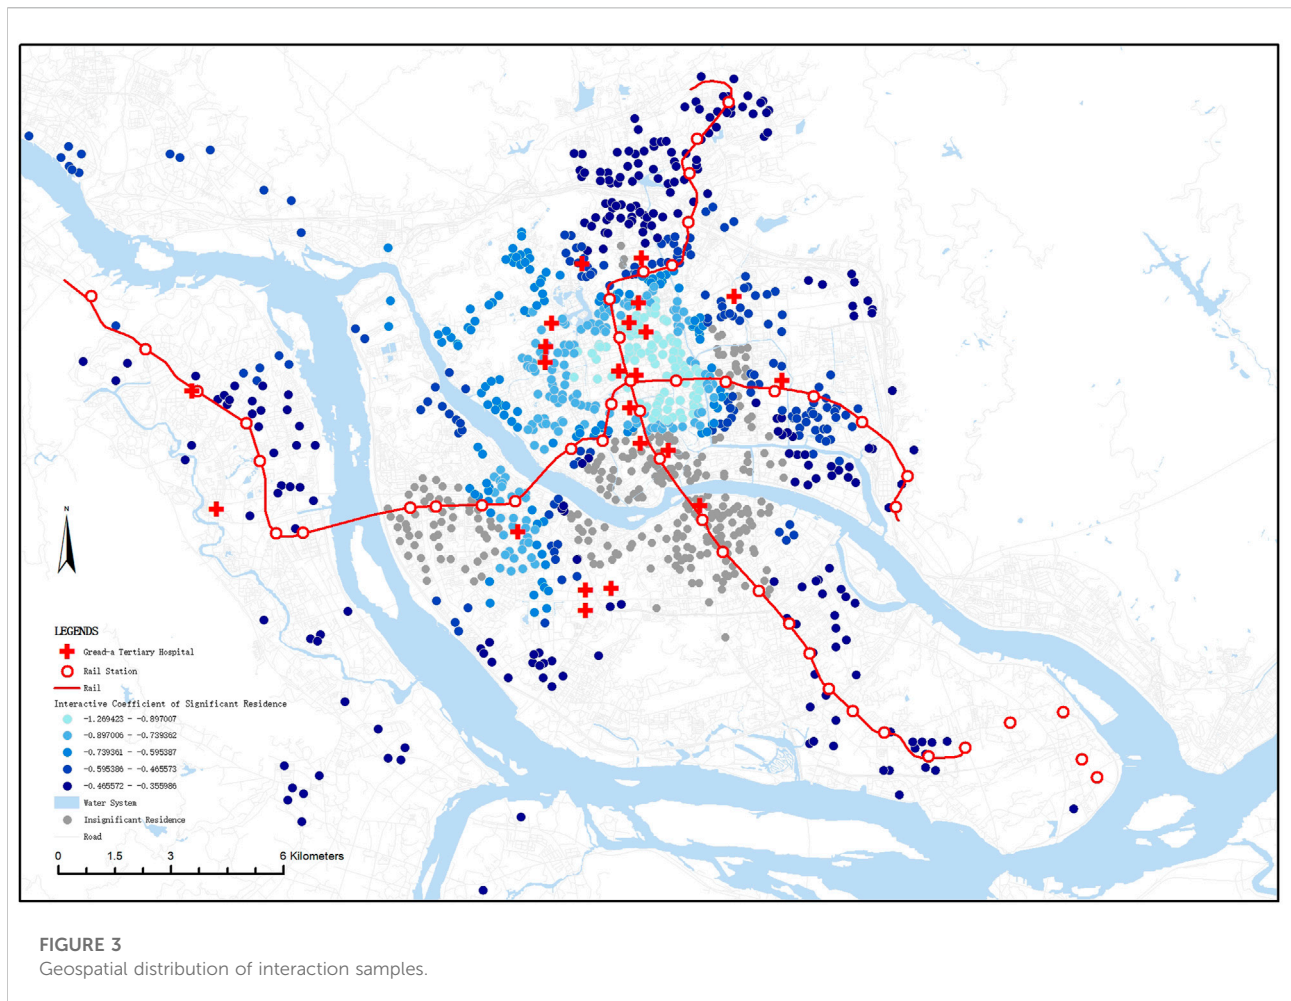 N
LEGENDS
Gread-a Tertiary Hospital
Rail Station
Rail
Interactive Coefficient of Significant Residence
-1.269423 - -0.897007
-0.897006 - -0.739362
-0.739361 - -0.595387
-0.595386 - -0.465573
-0.465572 - -0.355986
Water System
Insignificant Residence
Road
0 1.5 3 6 Kilometers
FIGURE 3
Geospatial distribution of interaction samples.